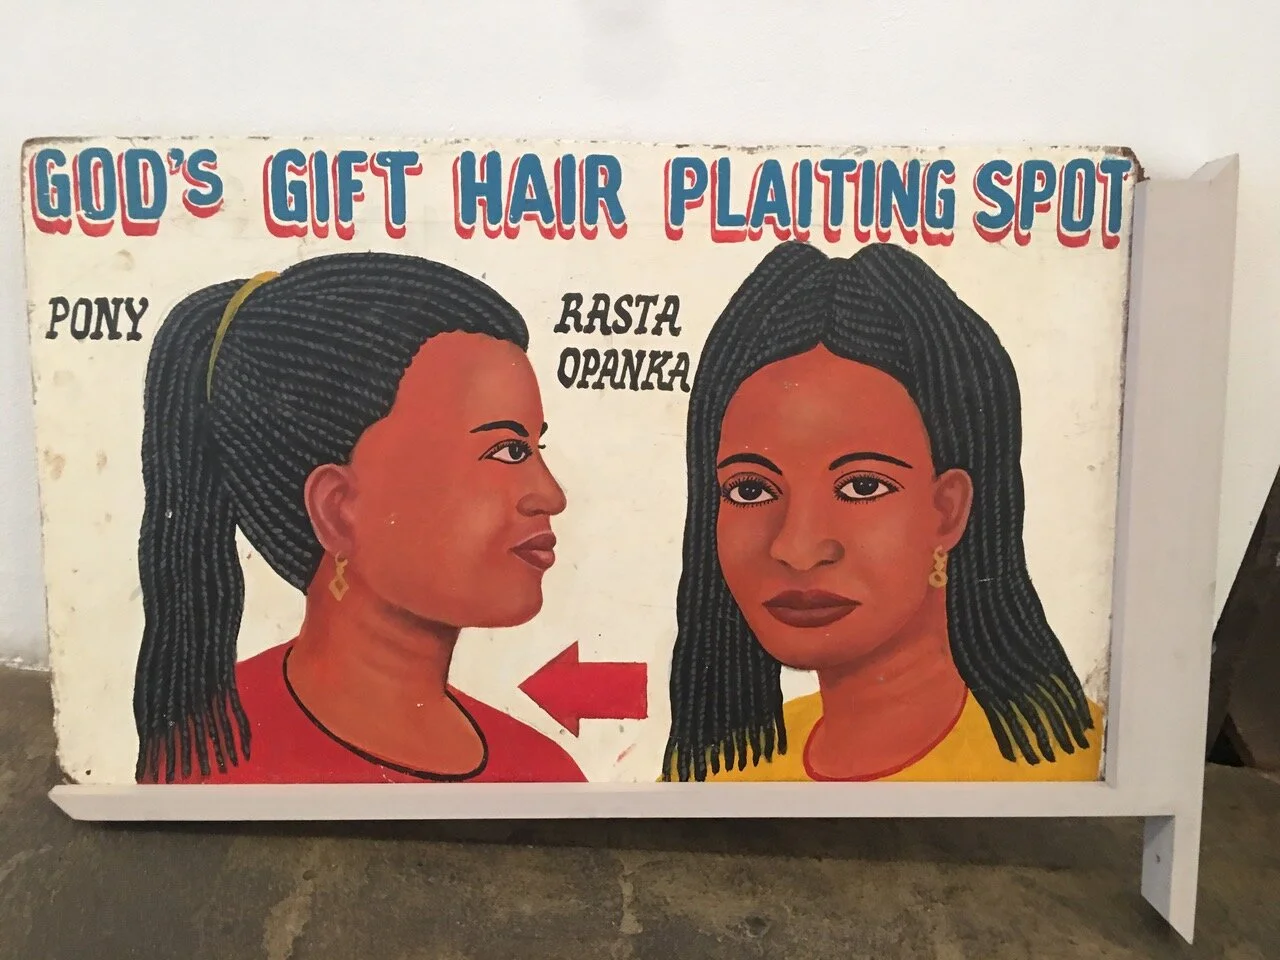 GOD'S GIFT HAIR PLAITING SPOT
PONY
RASTA
OPANKA